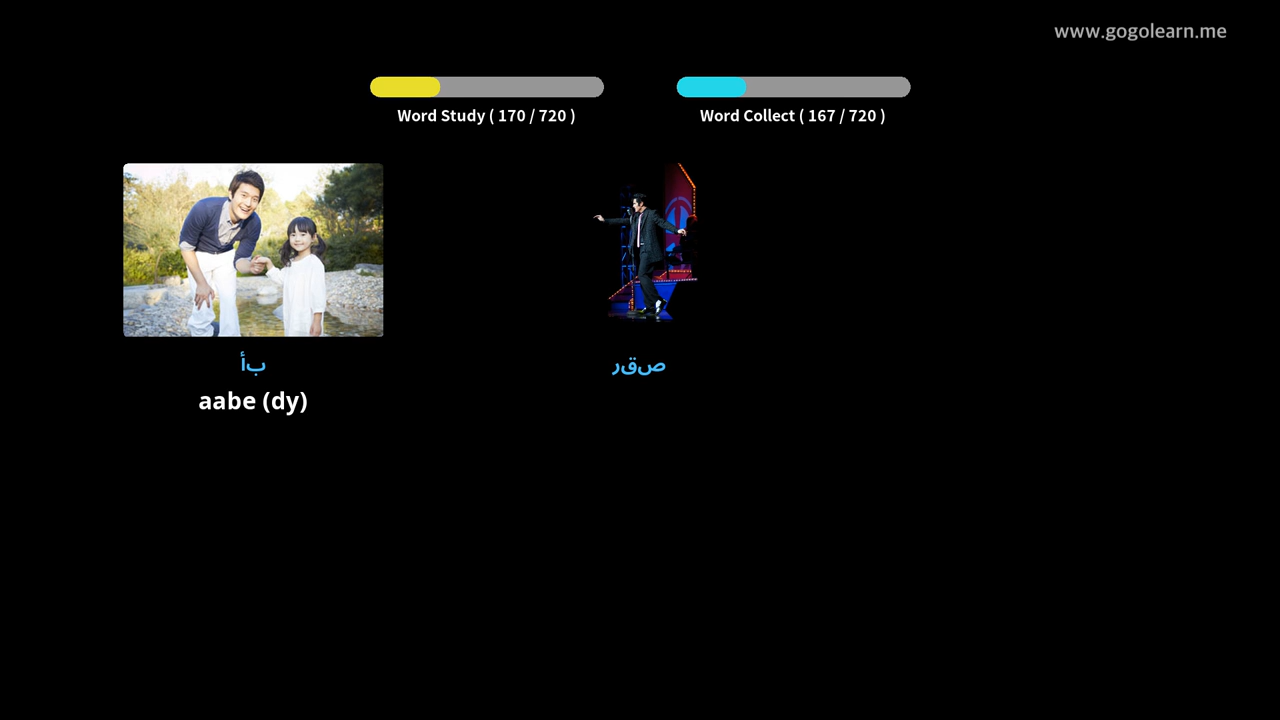 www.gogolearn.me
Word Study ( 170 / 720 )
Word Collect ( 167 / 720 )
بأ
aabe (dy)
صقر